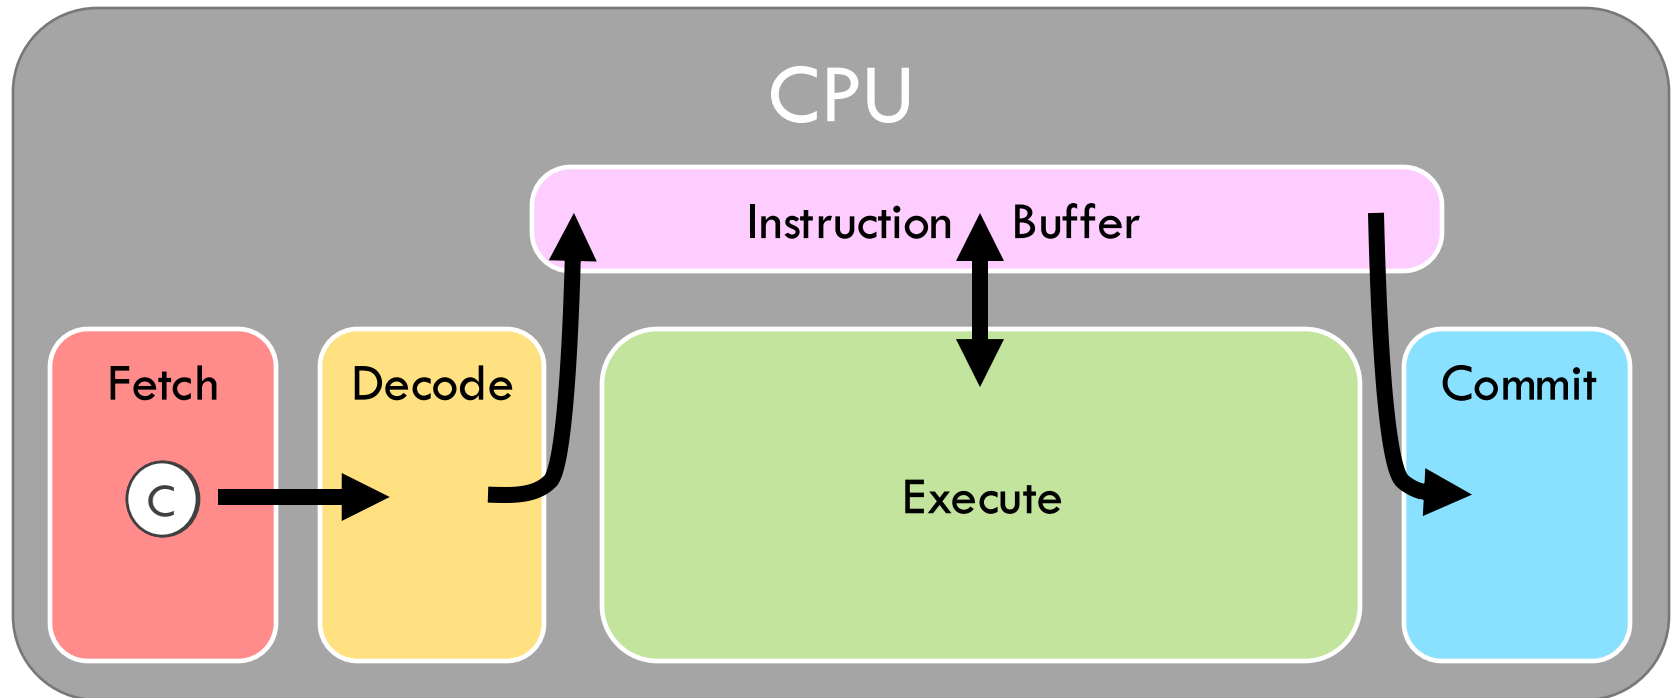 CPU
Instruction Buffer
Fetch
Decode
Execute
Commit
C